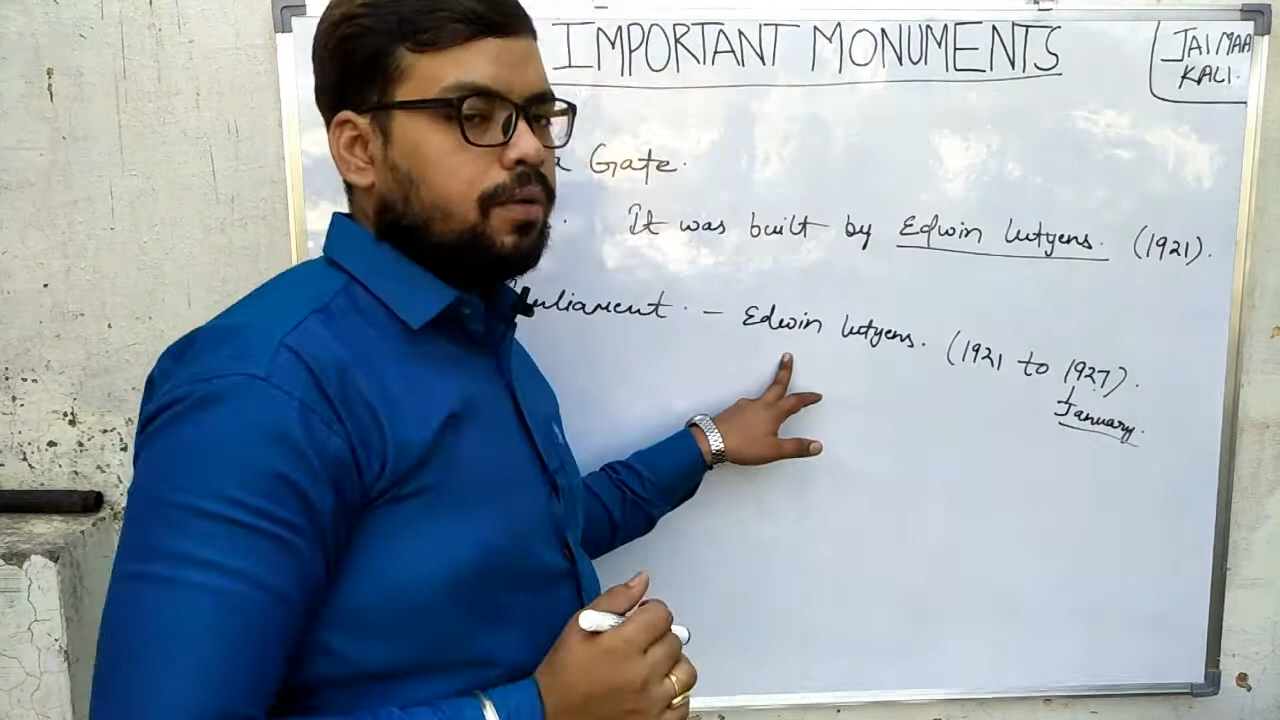 IMPORTANT MONUMENTS
JAI MAA
KALI.
Gate.
It was built by Edwin lutyens. (1921).
Parliament. - Edwin lutyens. (1921 to 1927).
January.